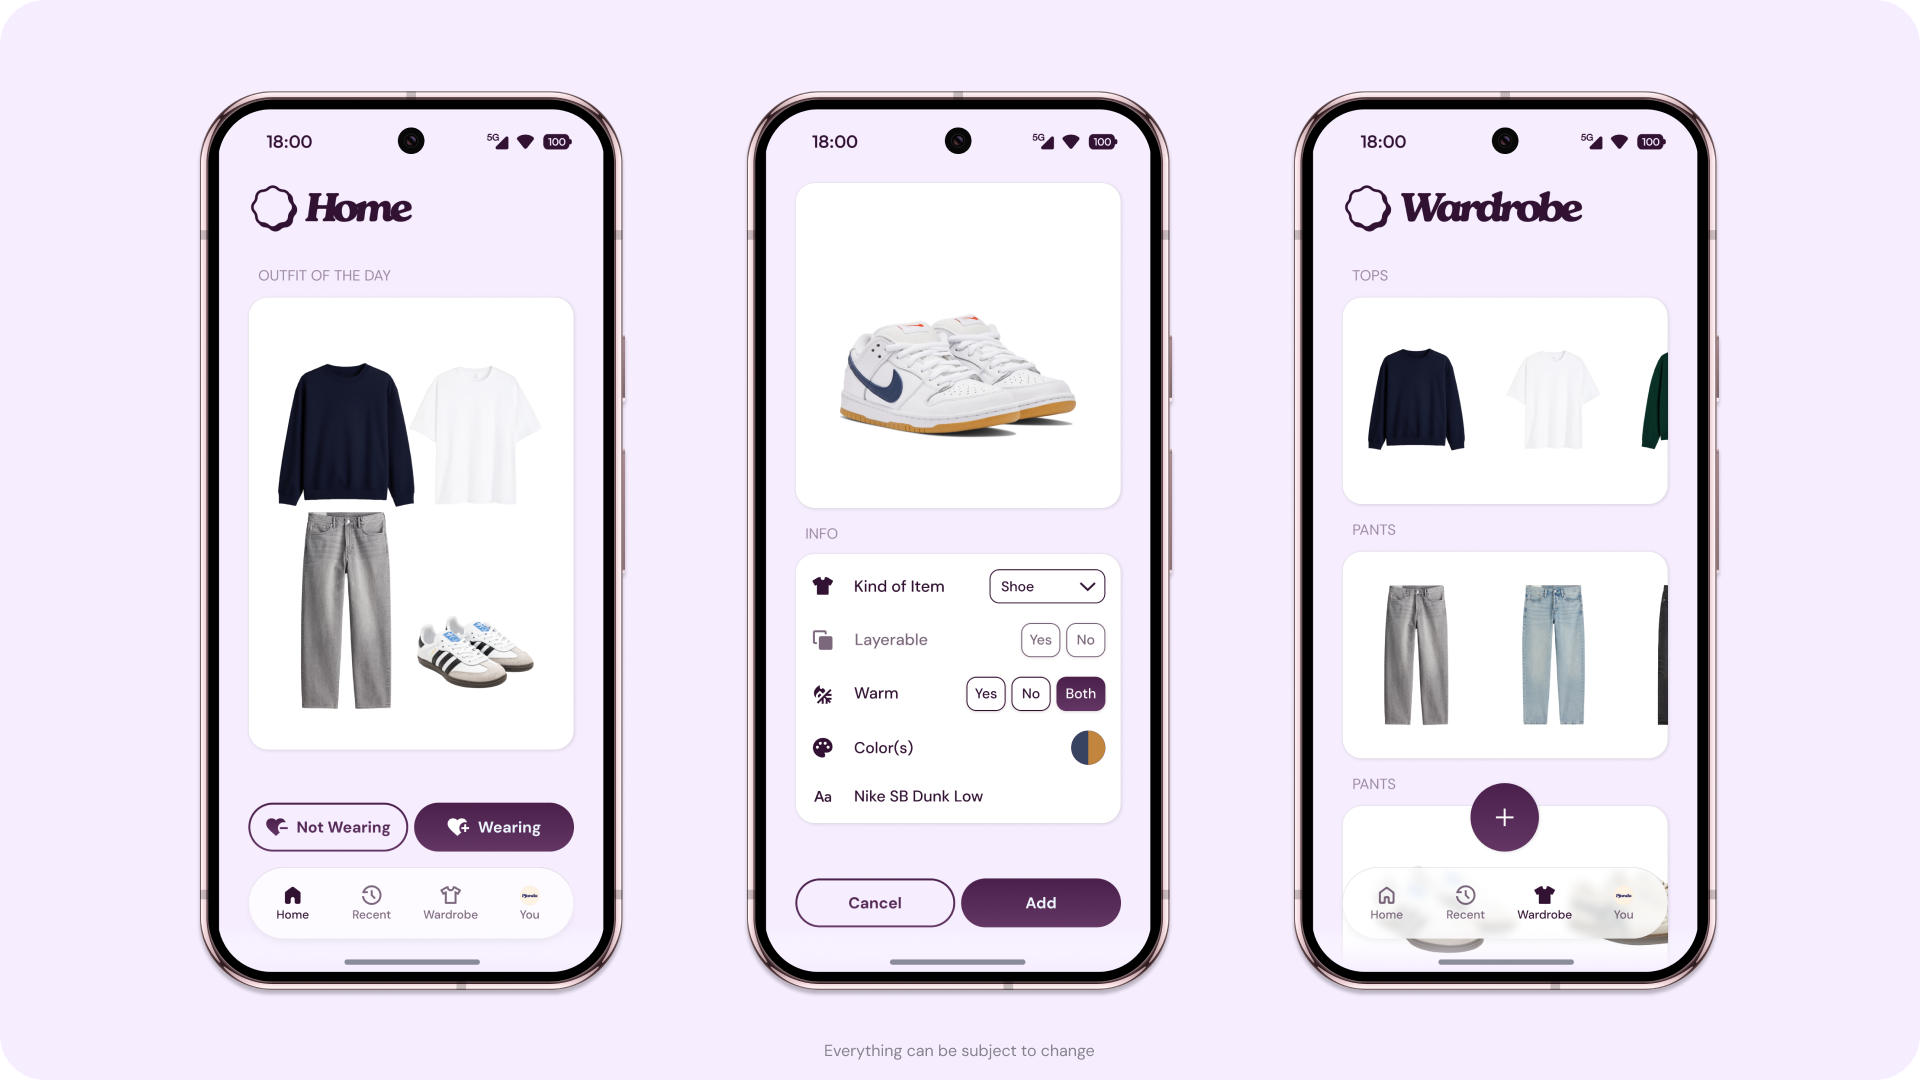 18:00
5G
100
Home
OUTFIT OF THE DAY
Not Wearing
Wearing
Home
Recent
Wardrobe
You
18:00
5G
100
INFO
Kind of Item
Shoe
Layerable
Yes
No
Warm
Yes
No
Both
Color(s)
Aa
Nike SB Dunk Low
Cancel
Add
18:00
5G
100
Wardrobe
TOPS
PANTS
PANTS
+
Home
Recent
Wardrobe
You
Everything can be subject to change